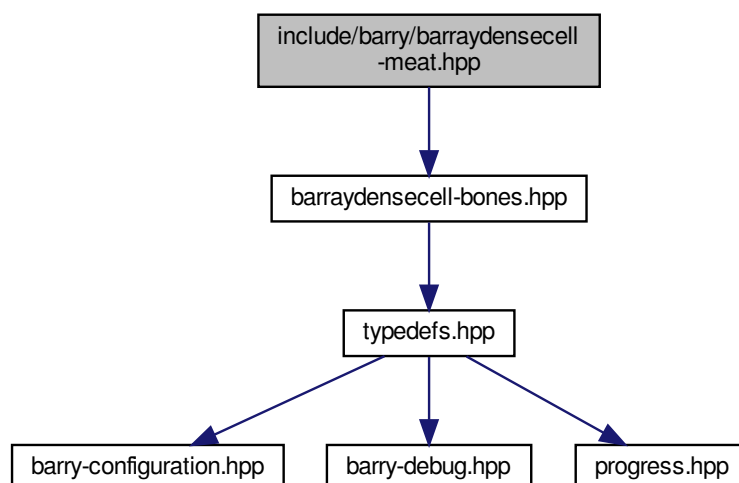 include/barry/barraydensecell
-meat.hpp
barraydensecell-bones.hpp
typedefs.hpp
barry-configuration.hpp
barry-debug.hpp
progress.hpp